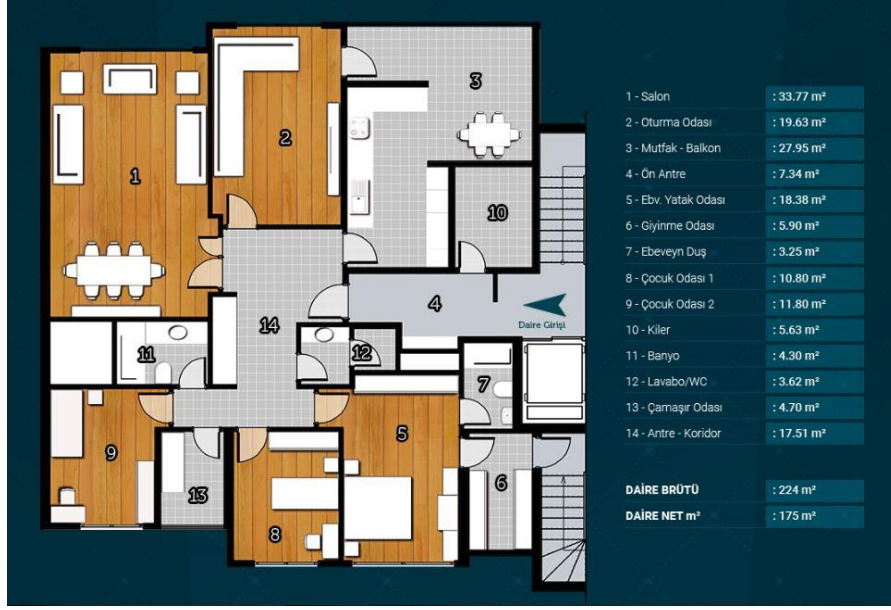 1
2
3
4
5
6
7
8
9
10
11
12
13
14
Daire Girişi
1 - Salon : 33.77 m²
2 - Oturma Odası : 19.63 m²
3 - Mutfak - Balkon : 27.95 m²
4 - Ön Antre : 7.34 m²
5 - Ebv. Yatak Odası : 18.38 m²
6 - Giyinme Odası : 5.90 m²
7 - Ebeveyn Duş : 3.25 m²
8 - Çocuk Odası 1 : 10.80 m²
9 - Çocuk Odası 2 : 11.80 m²
10 - Kiler : 5.63 m²
11 - Banyo : 4.30 m²
12 - Lavabo/WC : 3.62 m²
13 - Çamaşır Odası : 4.70 m²
14 - Antre - Koridor : 17.51 m²
DAİRE BRÜTÜ : 224 m²
DAİRE NET m² : 175 m²